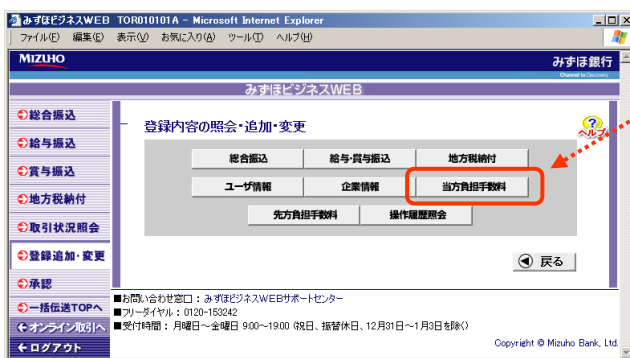 みずほビジネスWEB TOR010101A - Microsoft Internet Explorer
ファイル(F) 編集(E) 表示(V) お気に入り(A) ツール(T) ヘルプ(H)
MIZUHO みずほ銀行
Channel to Discovery
みずほビジネスWEB
総合振込
給与振込
賞与振込
地方税納付
取引状況照会
登録追加・変更
承認
一括伝送TOPへ
オンライン取引へ
ログアウト
登録内容の照会・追加・変更
ヘルプ
総合振込 給与・賞与振込 地方税納付
ユーザ情報 企業情報 当方負担手数料
先方負担手数料 操作履歴照会
戻る
■お問い合わせ窓口：みずほビジネスWEBサポートセンター
■フリーダイヤル：0120-153242
■受付時間：月曜日～金曜日 9:00～19:00 (祝日、振替休日、12月31日～1月3日を除く)
Copyright © Mizuho Bank, Ltd.